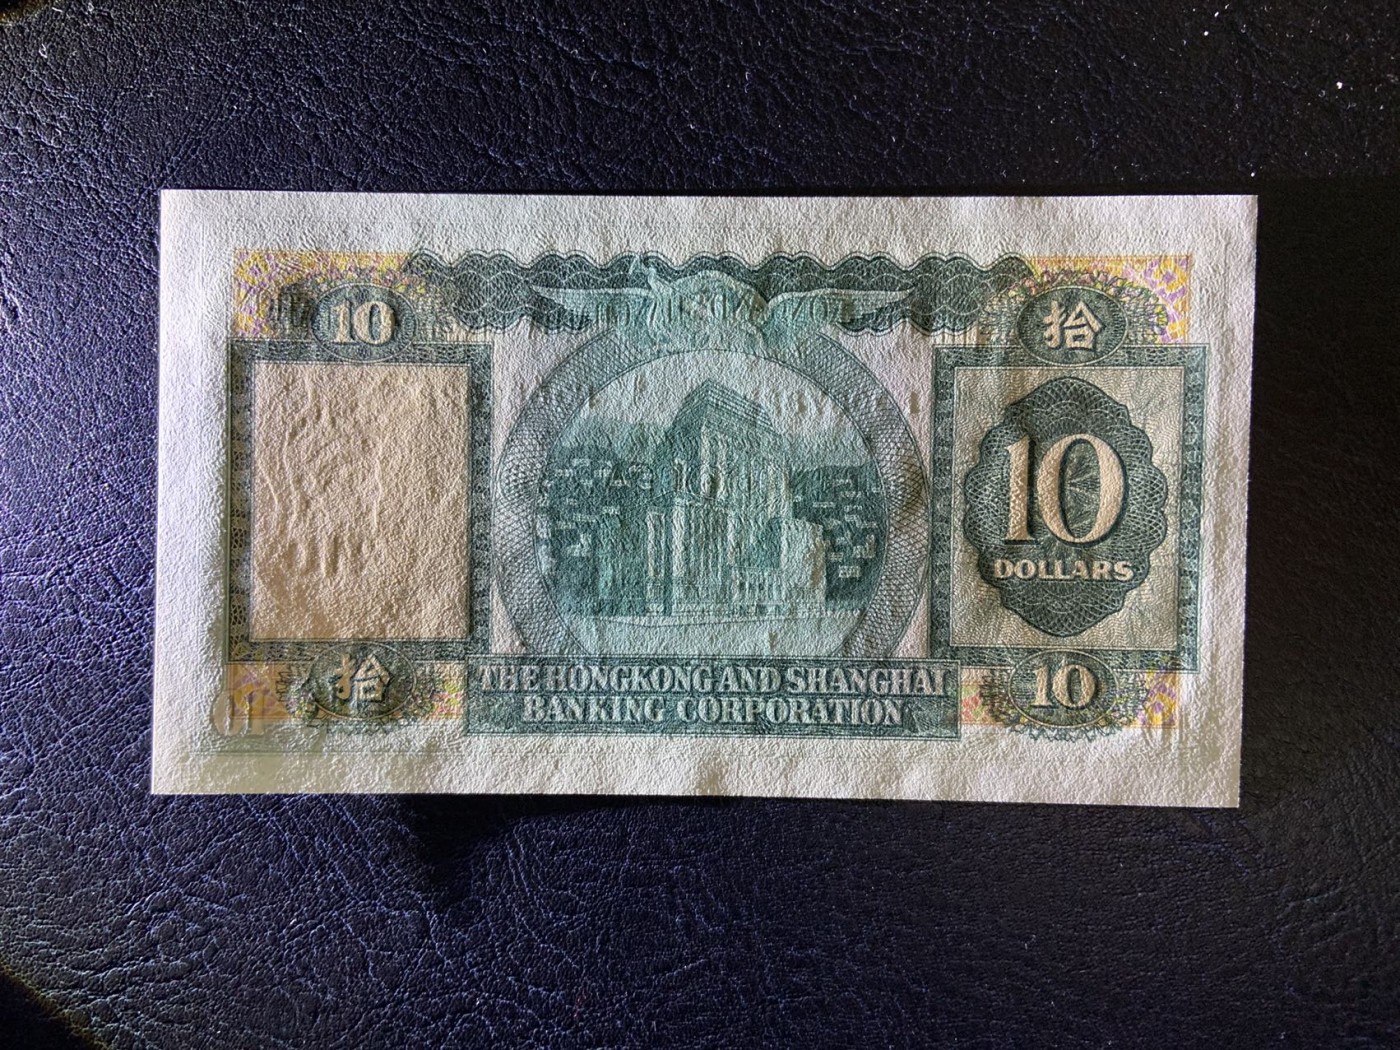 10
拾
10
DOLLARS
拾
THE HONGKONG AND SHANGHAI
BANKING CORPORATION
10